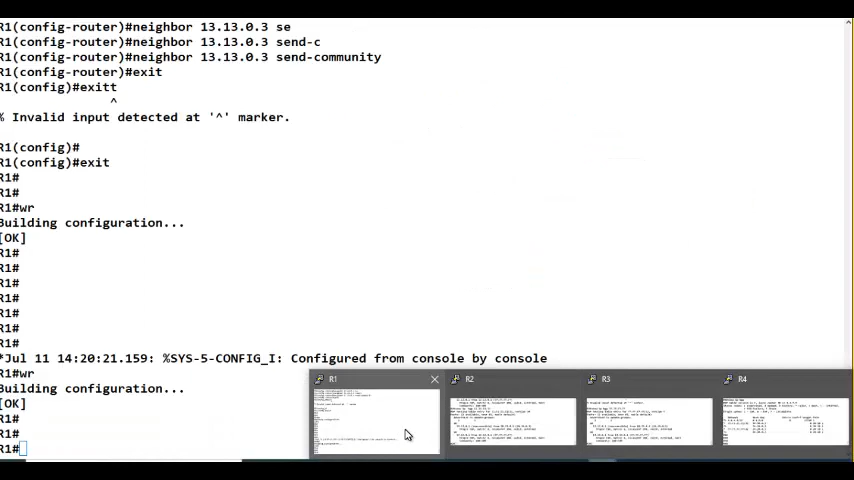 R1(config-router)#neighbor 13.13.0.3 se
R1(config-router)#neighbor 13.13.0.3 send-c
R1(config-router)#neighbor 13.13.0.3 send-community
R1(config-router)#exit
R1(config)#exitt
^
% Invalid input detected at '^' marker.
R1(config)#
R1(config)#exit
R1#
R1#
R1#wr
Building configuration...
[OK]
R1#
R1#
R1#
R1#
R1#
R1#
R1#
*Jul 11 14:20:21.159: %SYS-5-CONFIG_I: Configured from console by console
R1#wr
Building configuration...
[OK]
R1#
R1#
R1#
R1
R2
R3
R4